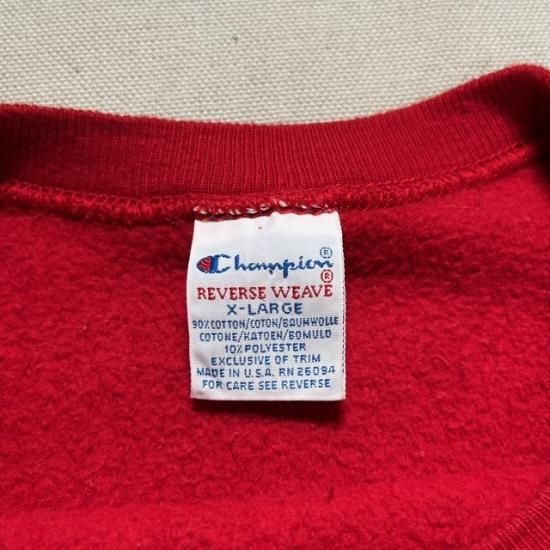 Champion®
®
REVERSE WEAVE
X-LARGE
90% COTTON/COTON/BAUMWOLLE
COTONE/KATOEN/BOMULD
10% POLYESTER
EXCLUSIVE OF TRIM
MADE IN U.S.A. RN 26094
FOR CARE SEE REVERSE